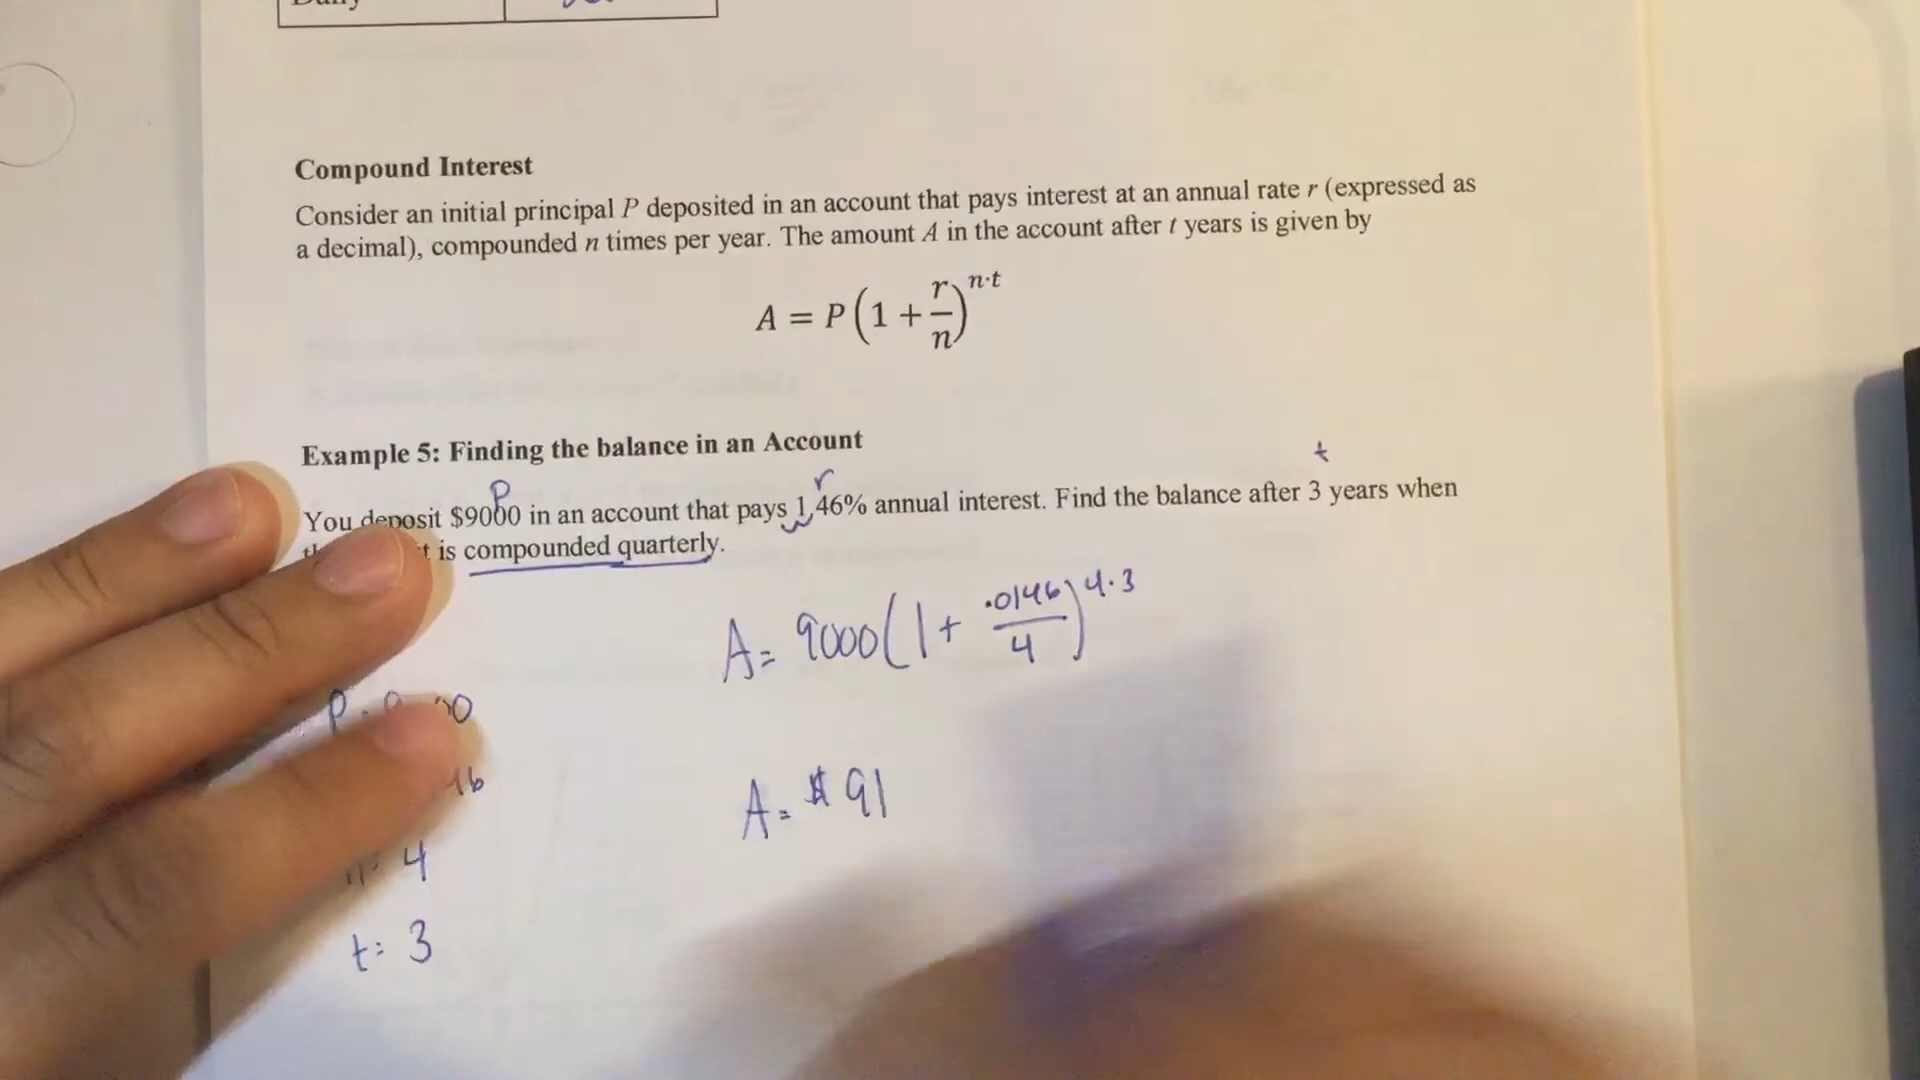 Daily
Compound Interest
Consider an initial principal P deposited in an account that pays interest at an annual rate r (expressed as
a decimal), compounded n times per year. The amount A in the account after t years is given by
A = P(1 + r/n)^n·t
Example 5: Finding the balance in an Account
t
P r
You deposit $9000 in an account that pays 1.46% annual interest. Find the balance after 3 years when
is compounded quarterly.
A = 9000(1 + .0146/4)^4·3
P
A = $91
4
t = 3